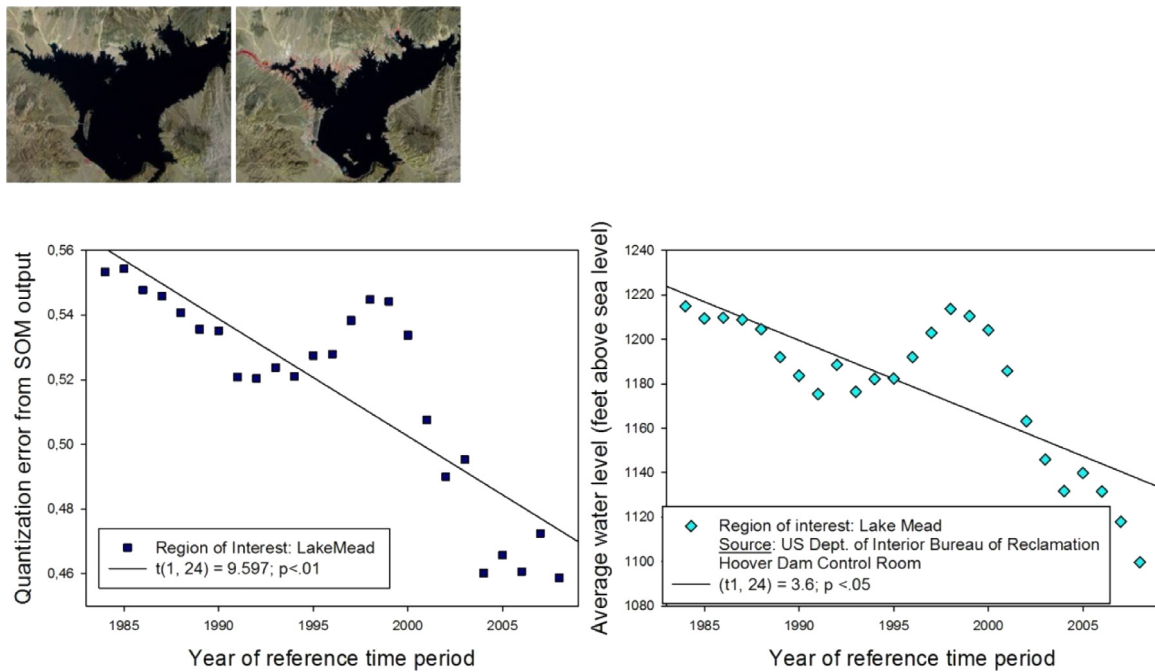 Quantization error from SOM output
0,56
0,54
0,52
0,50
0,48
0,46
Region of Interest: LakeMead
t(1, 24) = 9.597; p<.01
1985 1990 1995 2000 2005
Year of reference time period
Average water level (feet above sea level)
1240
1220
1200
1180
1160
1140
1120
1100
1080
Region of interest: Lake Mead
Source: US Dept. of Interior Bureau of Reclamation
Hoover Dam Control Room
(t1, 24) = 3.6; p <.05
1985 1990 1995 2000 2005
Year of reference time period